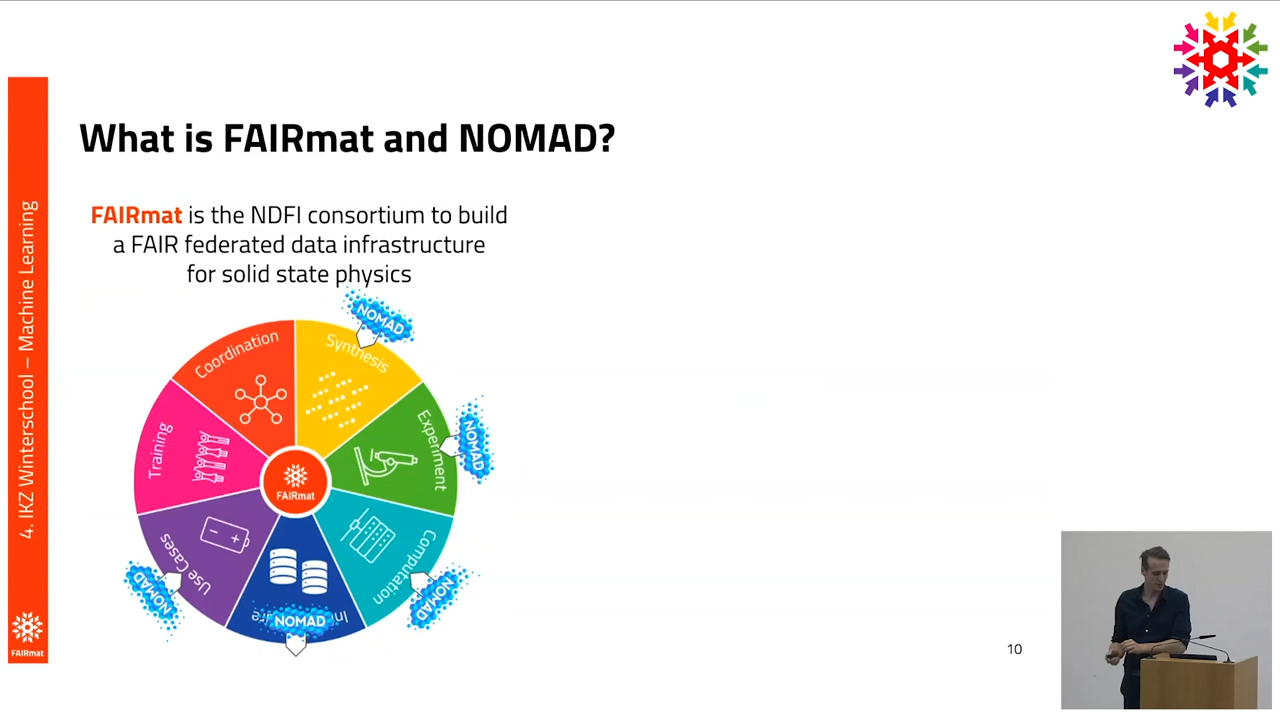 What is FAIRmat and NOMAD?
FAIRmat is the NDFI consortium to build
a FAIR federated data infrastructure
for solid state physics
4. IKZ Winterschool – Machine Learning
FAIRmat
Coordination
Synthesis
NOMAD
Experiment
NOMAD
Computation
NOMAD
NOMAD
Use Cases
NOMAD
Training
FAIRmat
10